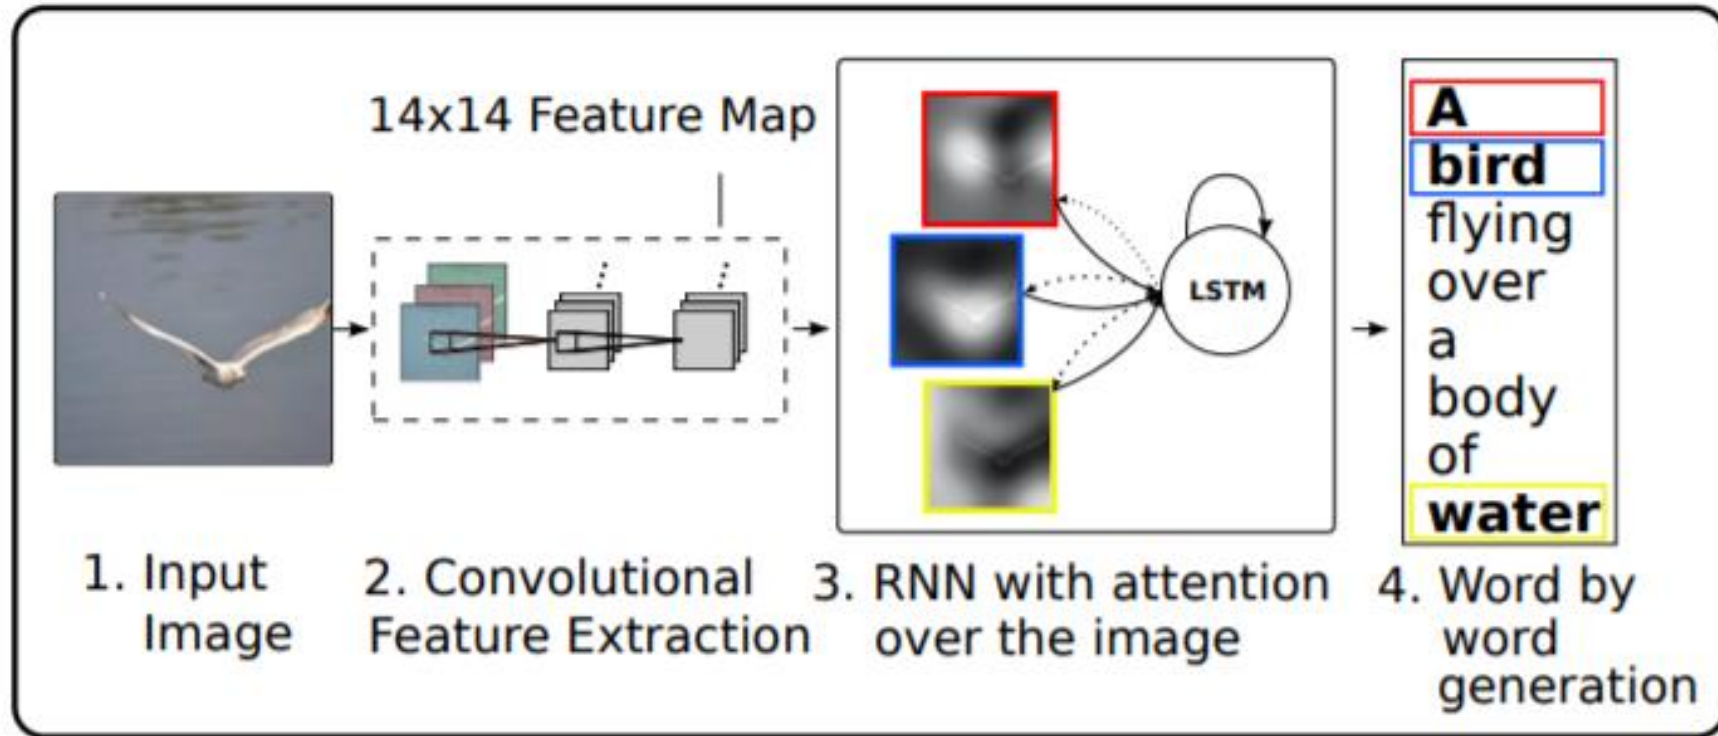 14x14 Feature Map
LSTM
A
bird
flying
over
a
body
of
water
1. Input
Image
2. Convolutional
Feature Extraction
3. RNN with attention
over the image
4. Word by
word
generation